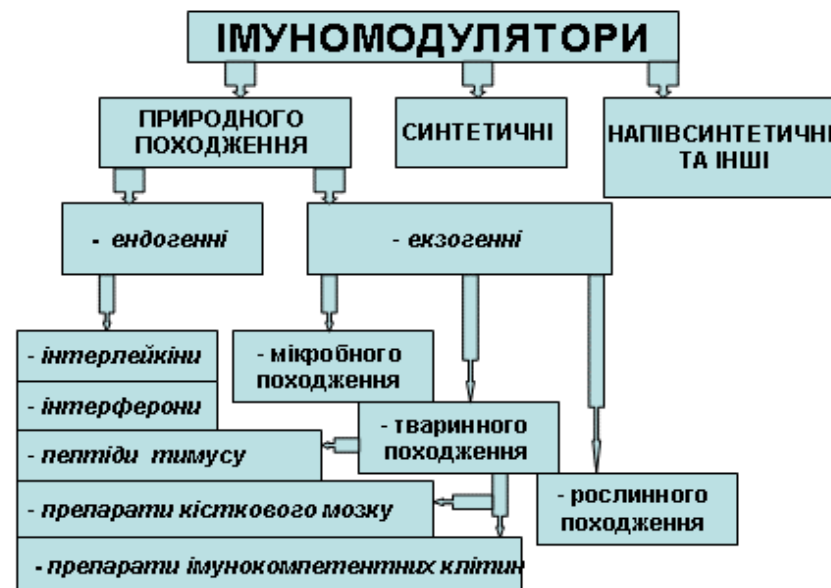 ІМУНОМОДУЛЯТОРИ
ПРИРОДНОГО
ПОХОДЖЕННЯ
СИНТЕТИЧНІ
НАПІВСИНТЕТИЧНІ
ТА ІНШІ
- ендогенні
- екзогенні
- інтерлейкіни
- інтерферони
- пептиди тимусу
- препарати кісткового мозку
- препарати імунокомпетентних клітин
- мікробного
походження
- тваринного
походження
- рослинного
походження